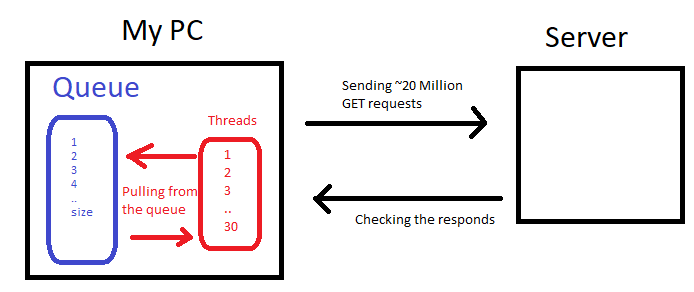 My PC
Server
Queue
Threads
1
2
3
4
..
size
Pulling from
the queue
1
2
3
..
30
Sending ~20 Million
GET requests
Checking the responds